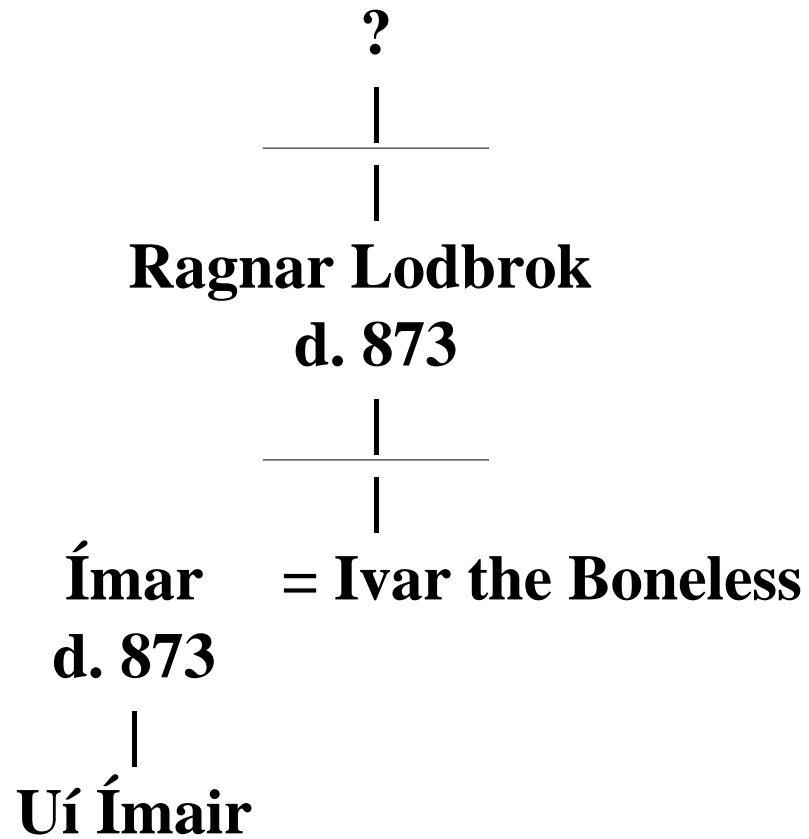 ?
Ragnar Lodbrok
d. 873
Ímar = Ivar the Boneless
d. 873
Uí Ímair